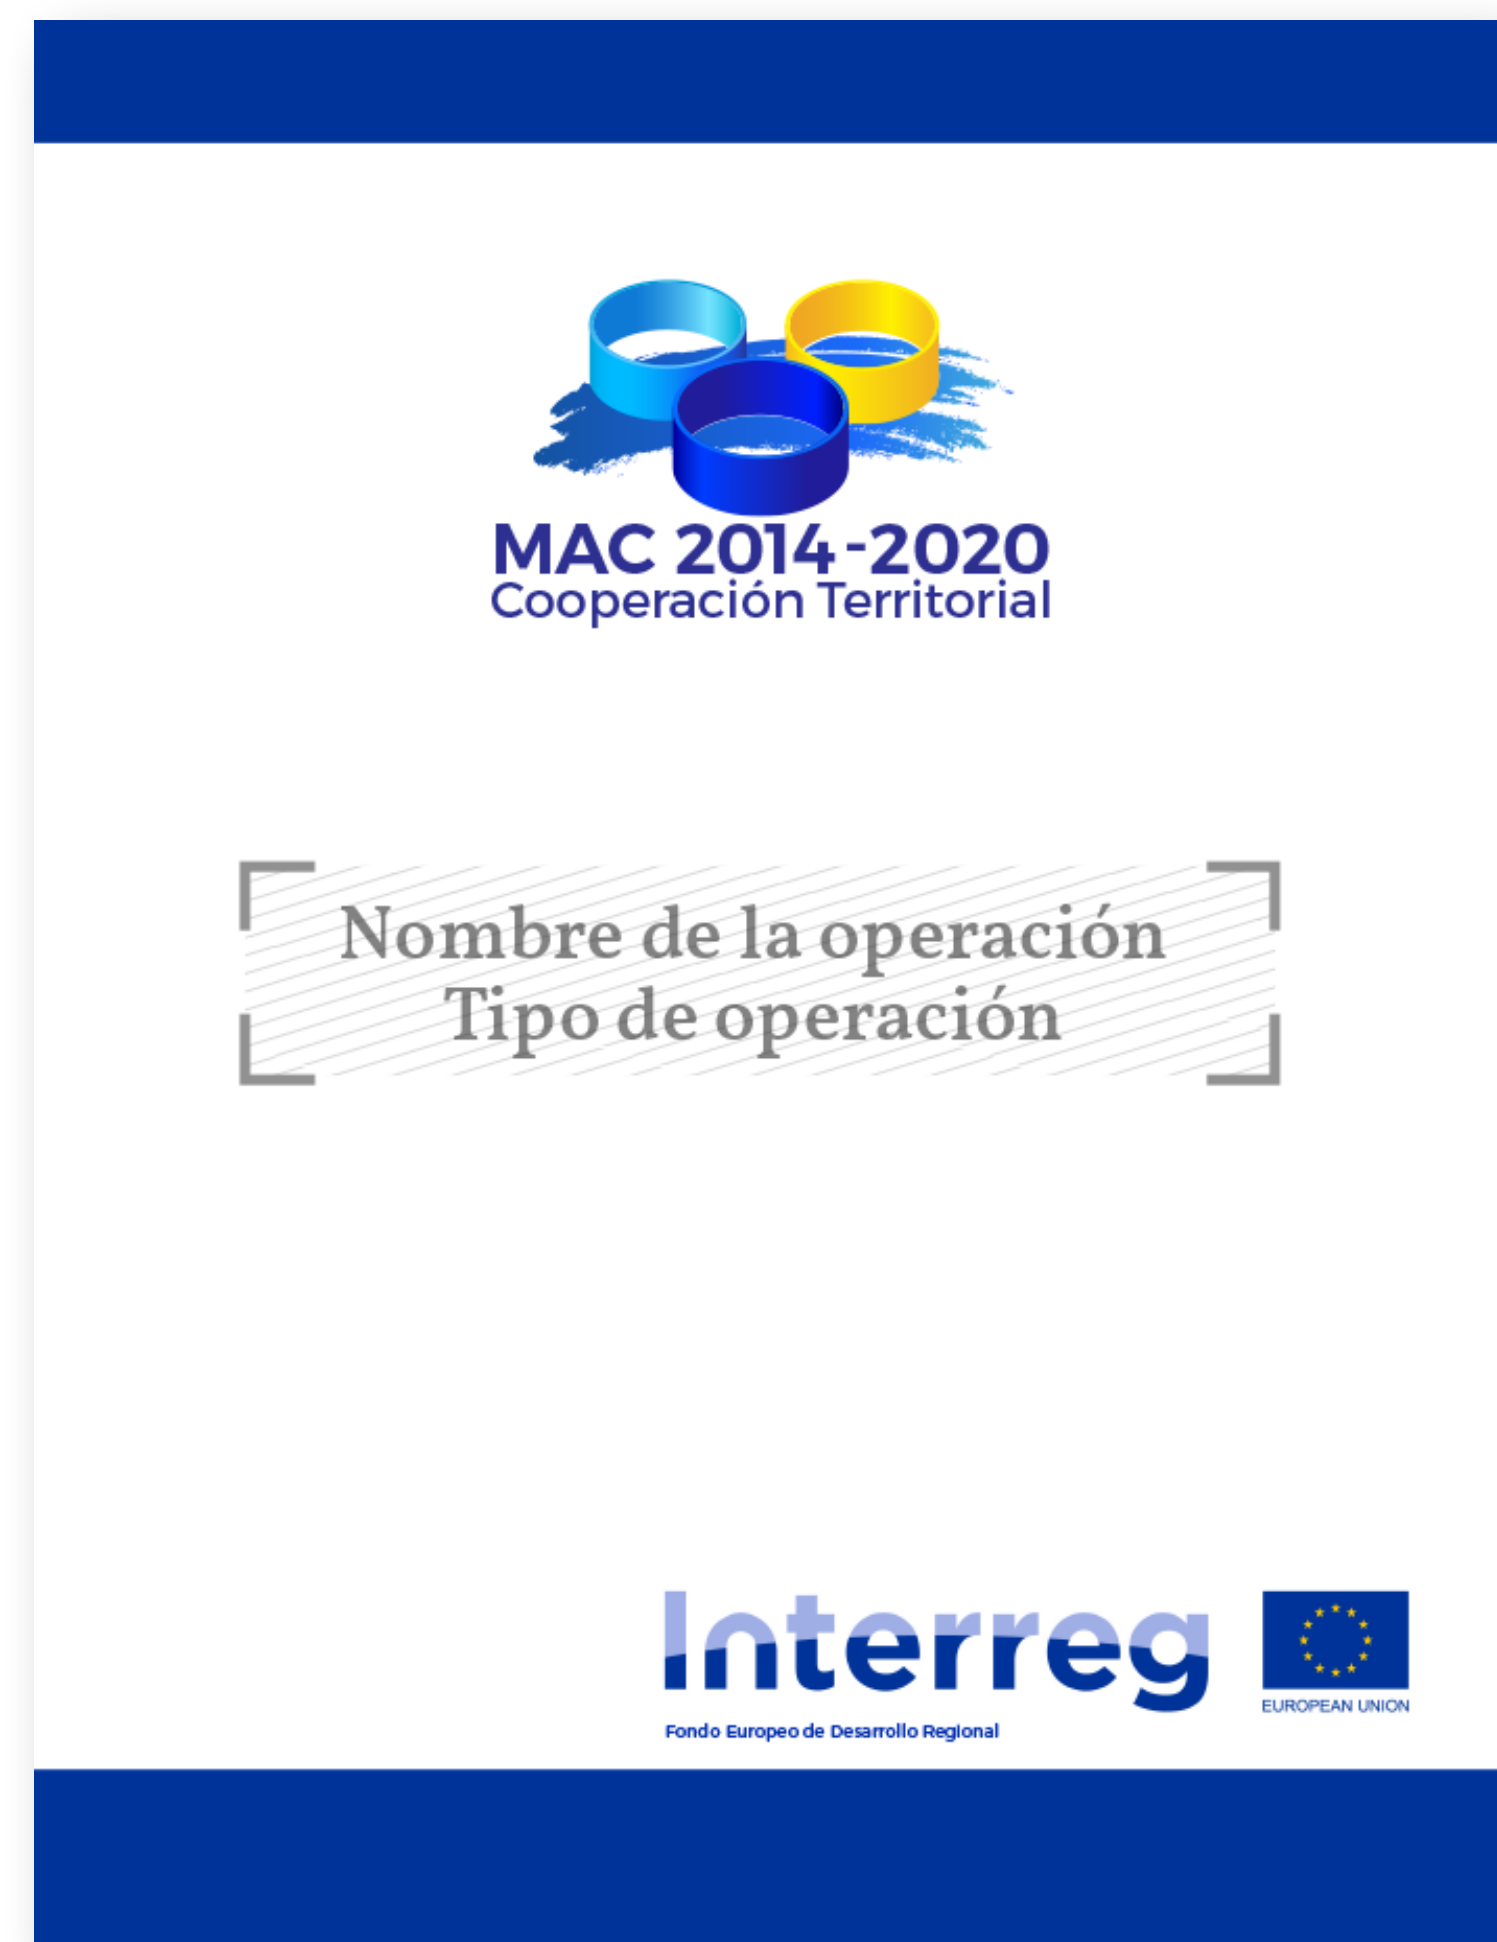 MAC 2014-2020
Cooperación Territorial
Nombre de la operación
Tipo de operación
Interreg
EUROPEAN UNION
Fondo Europeo de Desarrollo Regional